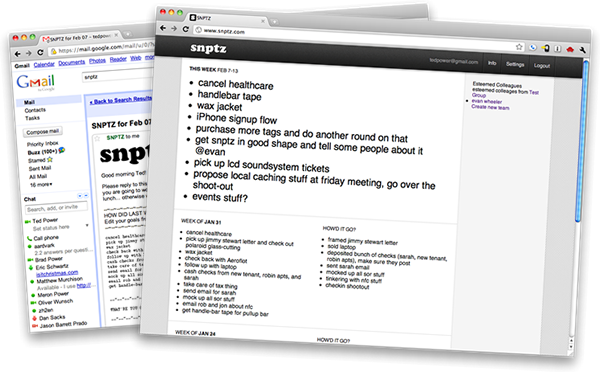 SNPTZ for Feb 07
https://mail.google.com/mail/u/0/
Gmail Calendar Documents Photos Reader Web more
Gmail
snptz
Mail
Contacts
Tasks
Compose mail
Priority Inbox
Buzz (100+)
Starred
Sent Mail
All Mail
16 more
Chat
Search, add, or invite
Ted Power
Set status here
Call phone
aardvark
3.2 answers per questi...
Brad Power
Eric Schwartz
isitchristmas.com
Matthew Murchison
Available - I use http://...
Meron Power
Oliver Wunsch
zh2en
Dan Sacks
Jason Barrett Prado
« Back to Search Results
SNPTZ for Feb 07
SNPTZ to me
snptz
Good morning Ted!
Please reply to this
you are going to w
lunch... otherwise
HOW DID LAST
Edit your goals
SNPTZ
www.snptz.com
snptz
tedpower@gmail.com Info Settings Logout
THIS WEEK FEB 7-13
• cancel healthcare
• handlebar tape
• wax jacket
• iPhone signup flow
• purchase more tags and do another round on that
• get snptz in good shape and tell some people about it
@evan
• pick up lcd soundsystem tickets
• propose local caching stuff at friday meeting, go over the
shoot-out
• events stuff?
Esteemed Colleagues
esteemed colleages from Test
Group
• evan wheeler
Create new team
WEEK OF JAN 31
• cancel healthcare
• pick up jimmy stewart letter and check out
polaroid glass-cutting
• wax jacket
• check back with Aeroflot
• follow up with laptop
• cash checks from new tenant, robin apts, and
sarah
• take care of tax thing
• send email for sarah
• mock up all sor stuff
• email rob and jon about nfc
• get handle-bar tape for pullup bar
HOW'D IT GO?
• framed jimmy stewart letter
• sold laptop
• deposited bunch of checks (sarah, new tenant,
robin apts), make sure they post
• sent sarah email
• mocked up all sor stuff
• tinkering with nfc stuff
• checkin shootout
WEEK OF JAN 24
HOW'D IT GO?